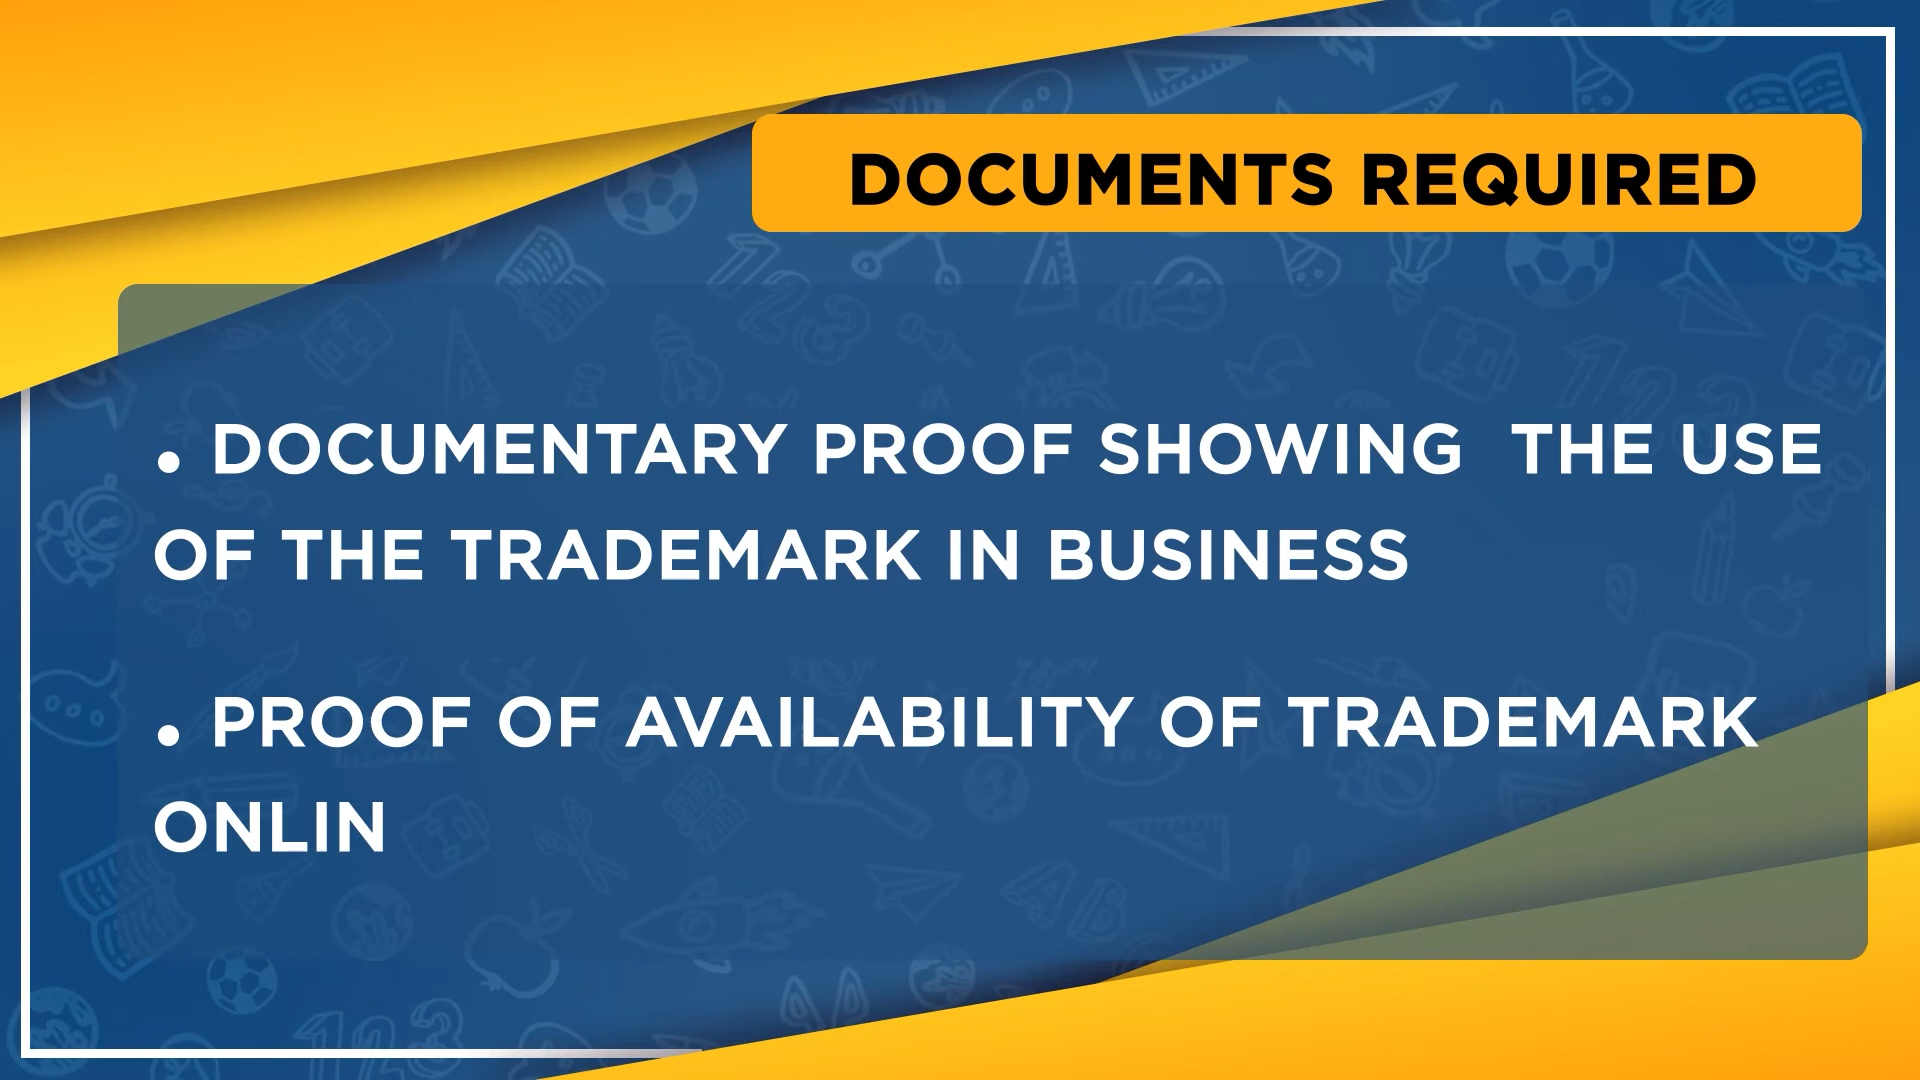 DOCUMENTS REQUIRED
• DOCUMENTARY PROOF SHOWING  THE USE
OF THE TRADEMARK IN BUSINESS
• PROOF OF AVAILABILITY OF TRADEMARK
ONLIN